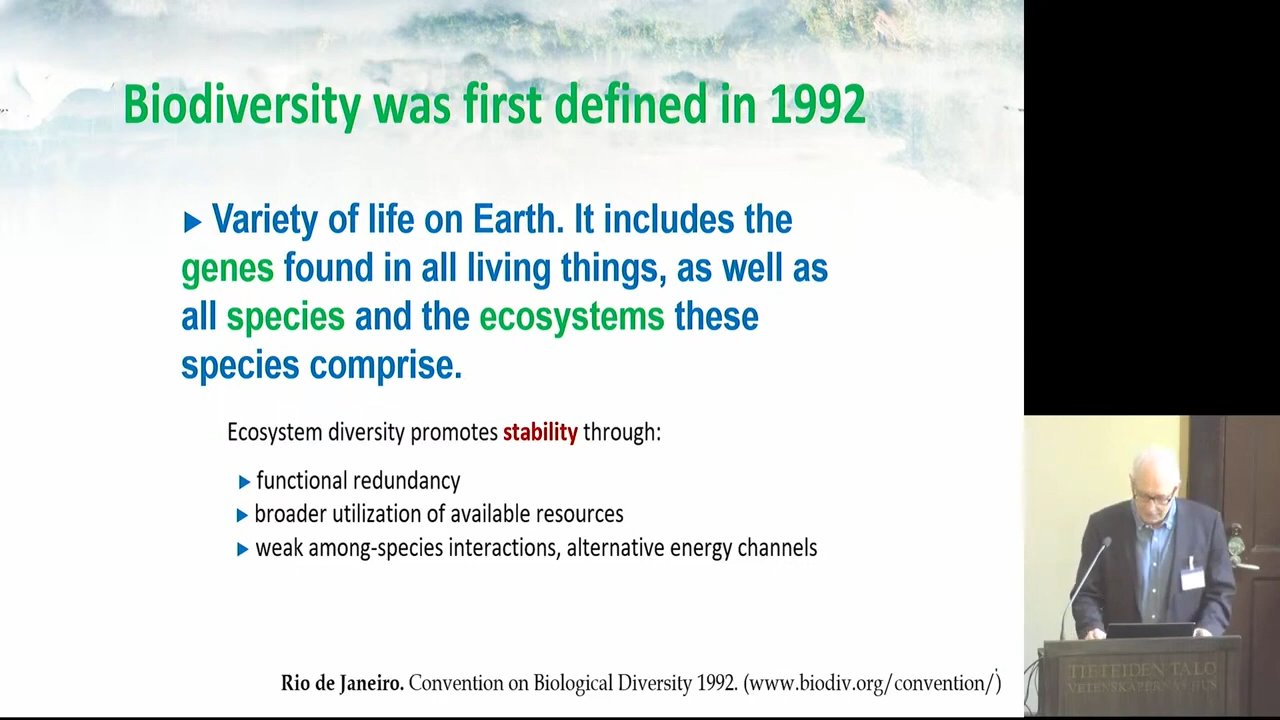 Biodiversity was first defined in 1992
▶ Variety of life on Earth. It includes the
genes found in all living things, as well as
all species and the ecosystems these
species comprise.
Ecosystem diversity promotes stability through:
▶ functional redundancy
▶ broader utilization of available resources
▶ weak among-species interactions, alternative energy channels
Rio de Janeiro. Convention on Biological Diversity 1992. (www.biodiv.org/convention/)
TIETEIDEN TALO
VETENSKAPERNAS HUS